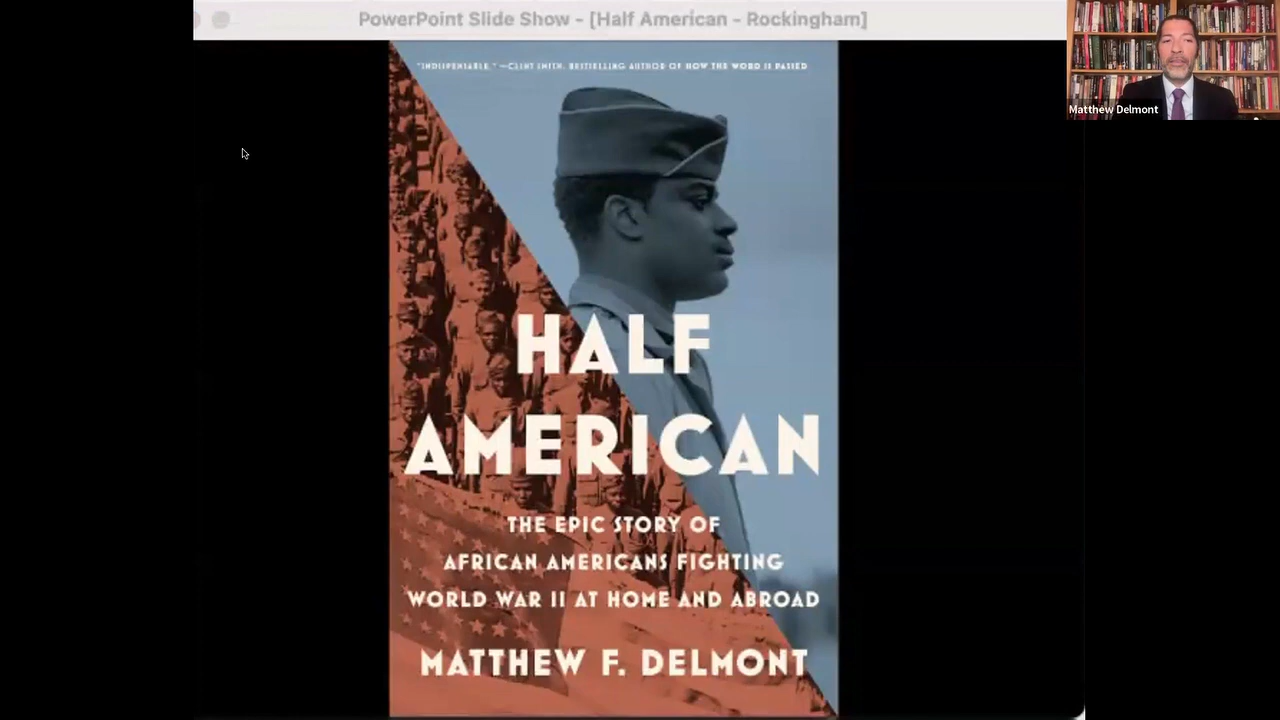 PowerPoint Slide Show - [Half American - Rockingham]
"INDISPENSABLE." —CLINT SMITH, BESTSELLING AUTHOR OF HOW THE WORD IS PASSED
HALF
AMERICAN
THE EPIC STORY OF
AFRICAN AMERICANS FIGHTING
WORLD WAR II AT HOME AND ABROAD
MATTHEW F. DELMONT
Matthew Delmont